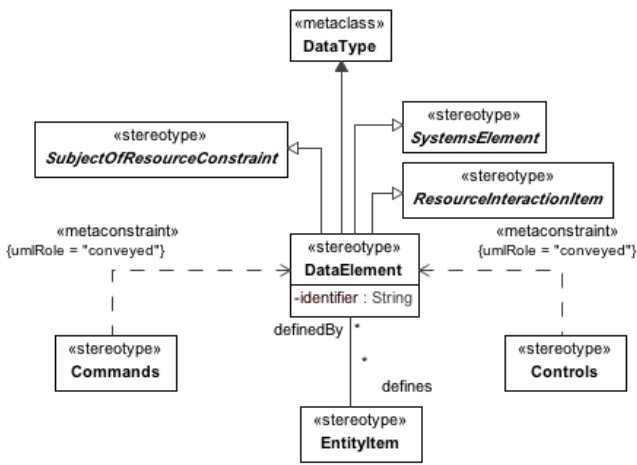 «metaclass»
DataType
«stereotype»
SubjectOfResourceConstraint
«stereotype»
SystemsElement
«stereotype»
ResourceInteractionItem
«metaconstraint»
{umlRole = "conveyed"}
«metaconstraint»
{umlRole = "conveyed"}
«stereotype»
DataElement
-identifier : String
definedBy *
*
defines
«stereotype»
Commands
«stereotype»
Controls
«stereotype»
EntityItem